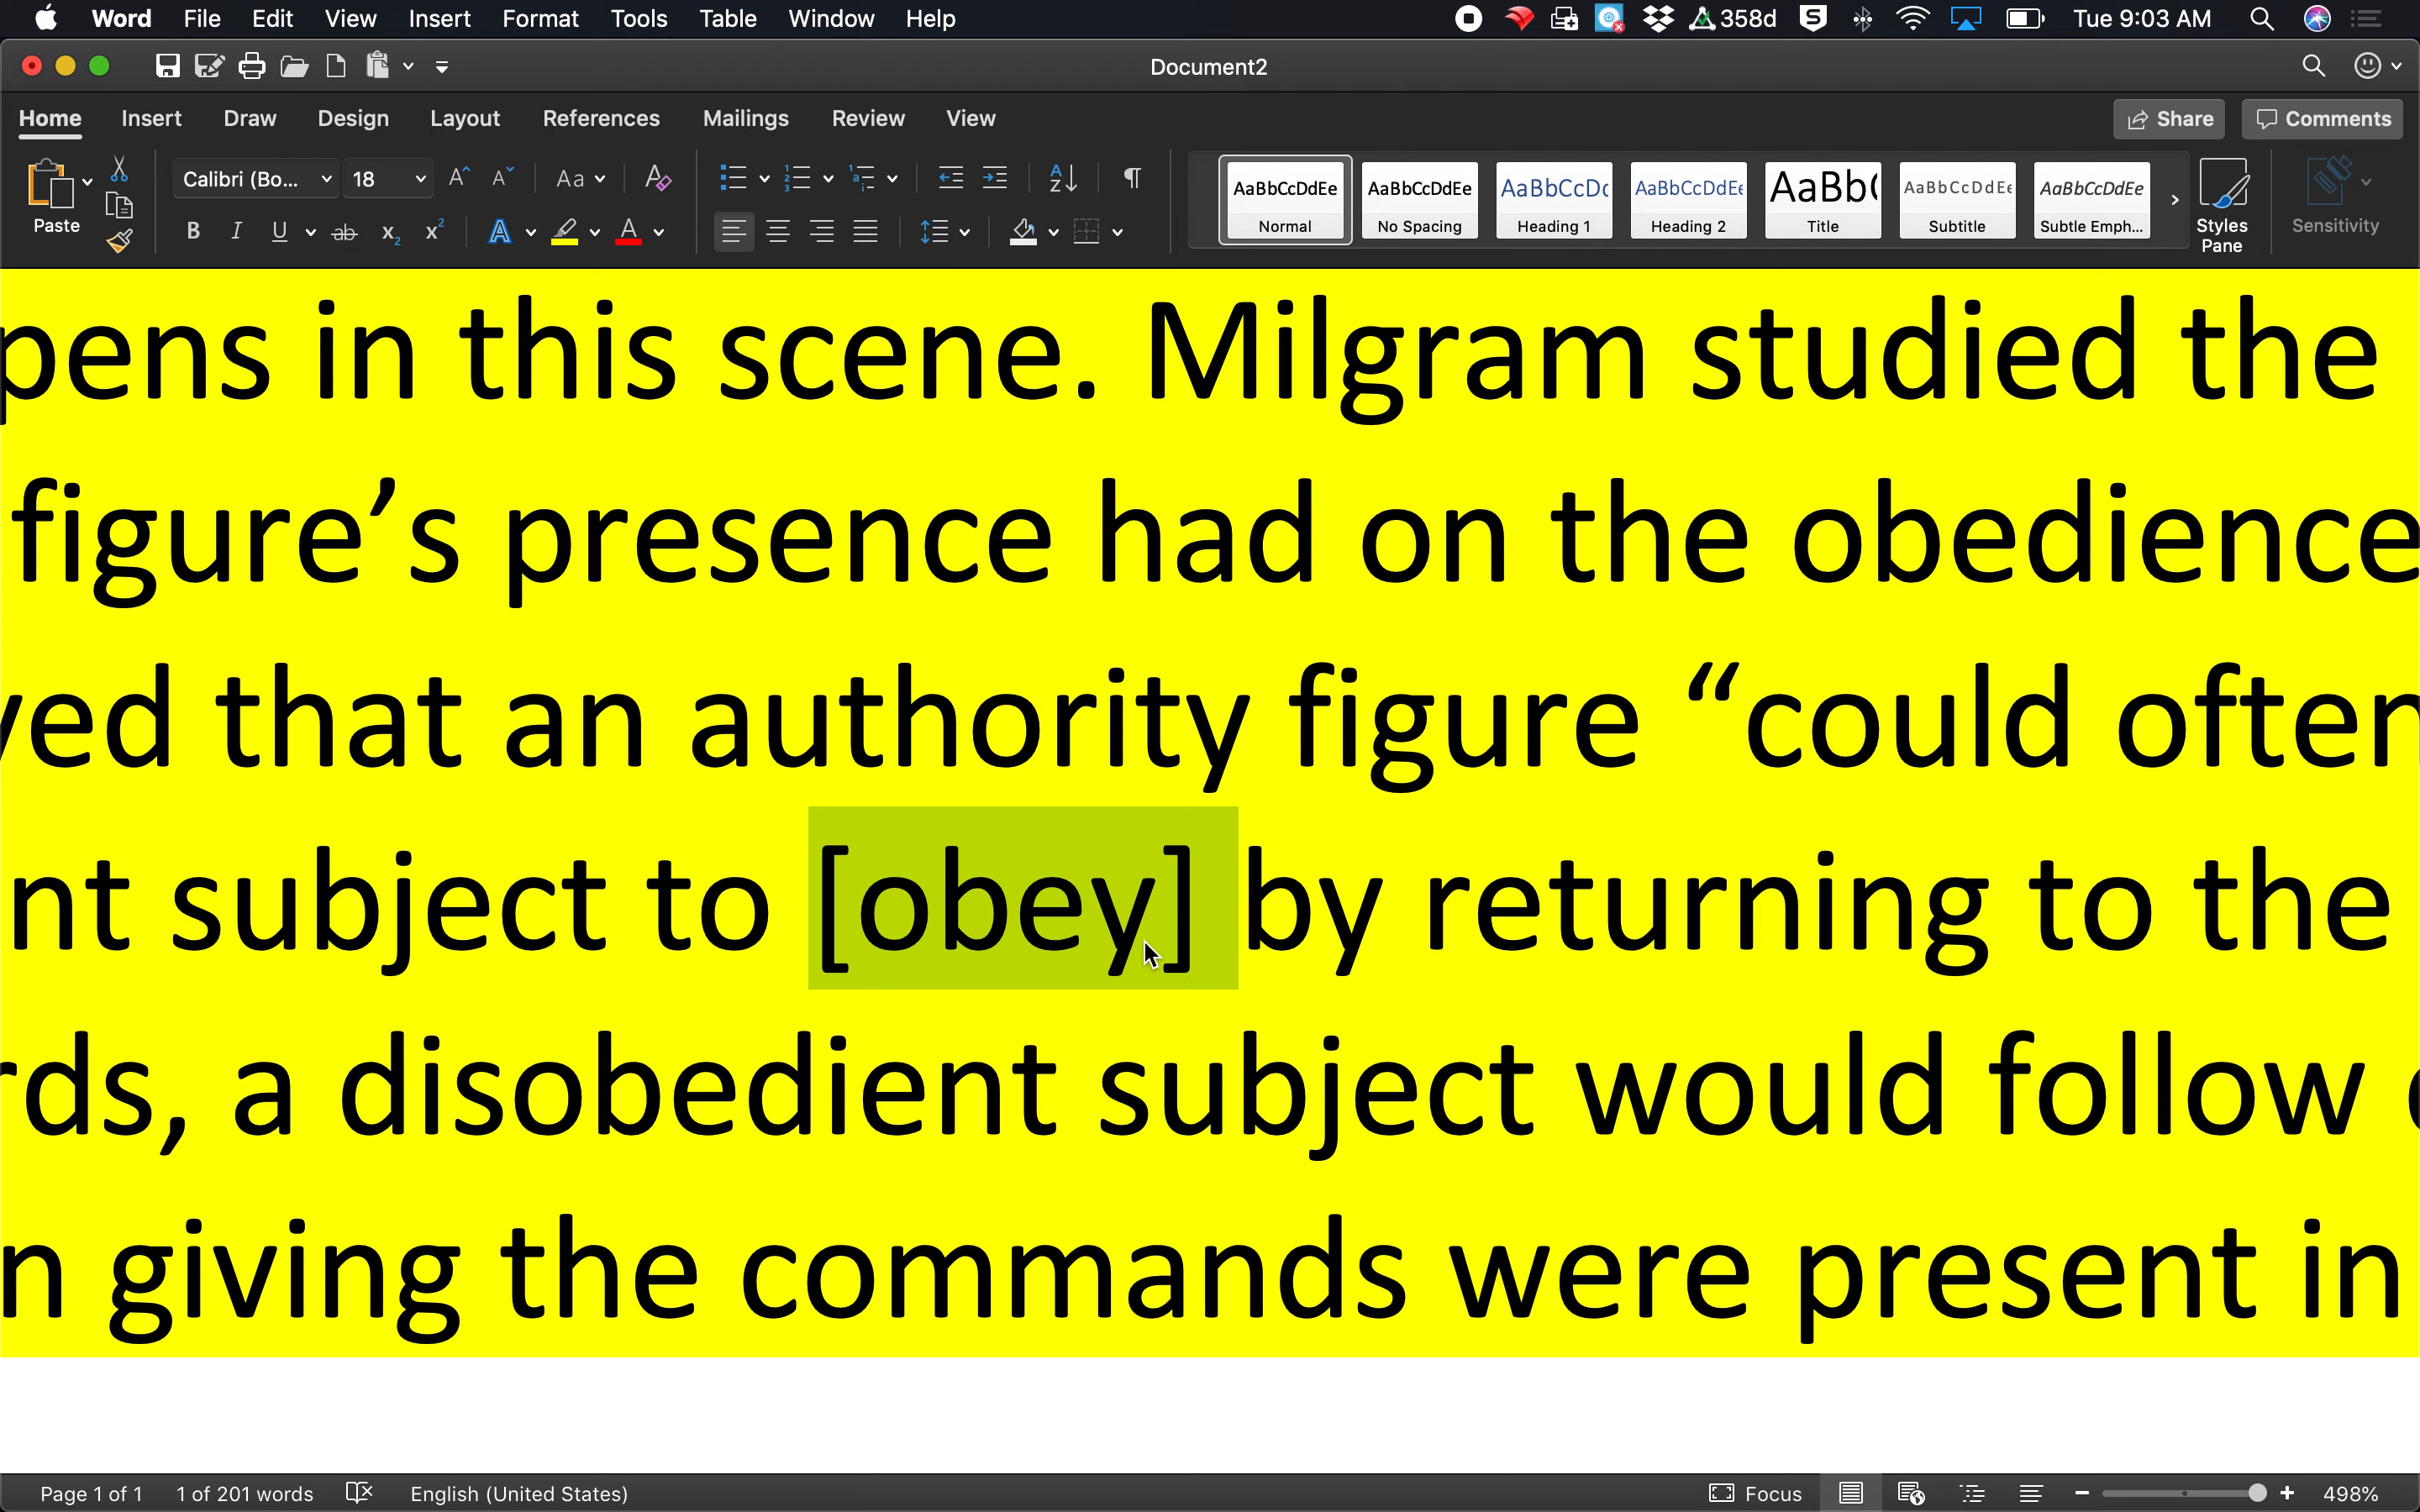 Word File Edit View Insert Format Tools Table Window Help 358d Tue 9:03 AM
Document2
Home Insert Draw Design Layout References Mailings Review View Share Comments
Paste Calibri (Bo... 18 Aa
AaBbCcDdEe AaBbCcDdEe AaBbCcDc AaBbCcDdEe AaBb( AaBbCcDdEe AaBbCcDdEe
Normal No Spacing Heading 1 Heading 2 Title Subtitle Subtle Emph... Styles Pane Sensitivity
pens in this scene. Milgram studied the
figure’s presence had on the obedience
ved that an authority figure “could often
nt subject to [obey] by returning to the
rds, a disobedient subject would follow
n giving the commands were present in
Page 1 of 1 1 of 201 words English (United States) Focus 498%